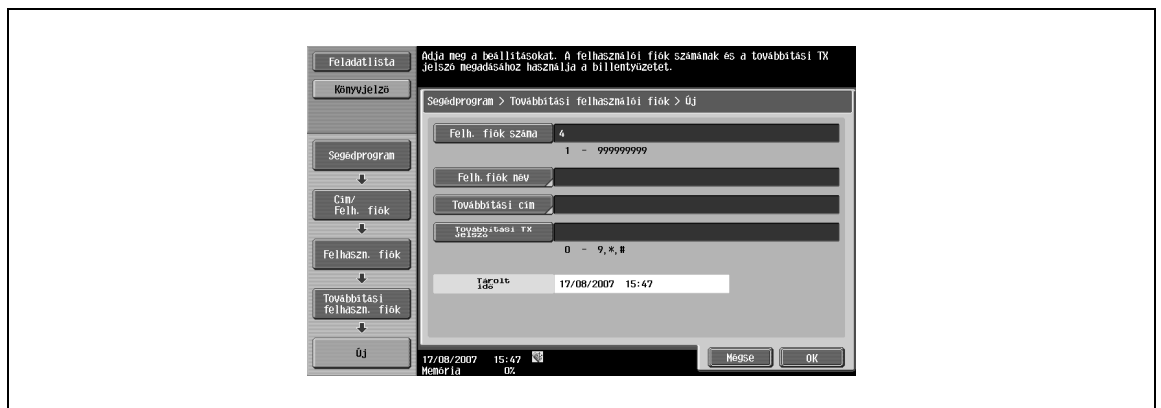 Feladatlista
Könyvjelző
Adja meg a beállításokat. A felhasználói fiók számának és a továbbítási TX
jelszó megadásához használja a billentyűzetet.
Segédprogram > Továbbítási felhasználói fiók > Új
Felh. fiók száma
4
1 - 999999999
Felh.fiók név
Továbbítási cím
Továbbítási TX
jelszó
0 - 9,*,#
Tárolt
idő
17/08/2007 15:47
Segédprogram
Cím/
Felh. fiók
Felhaszn. fiók
Továbbítási
felhaszn. fiók
Új
17/08/2007 15:47
Memória 0%
Mégse
OK